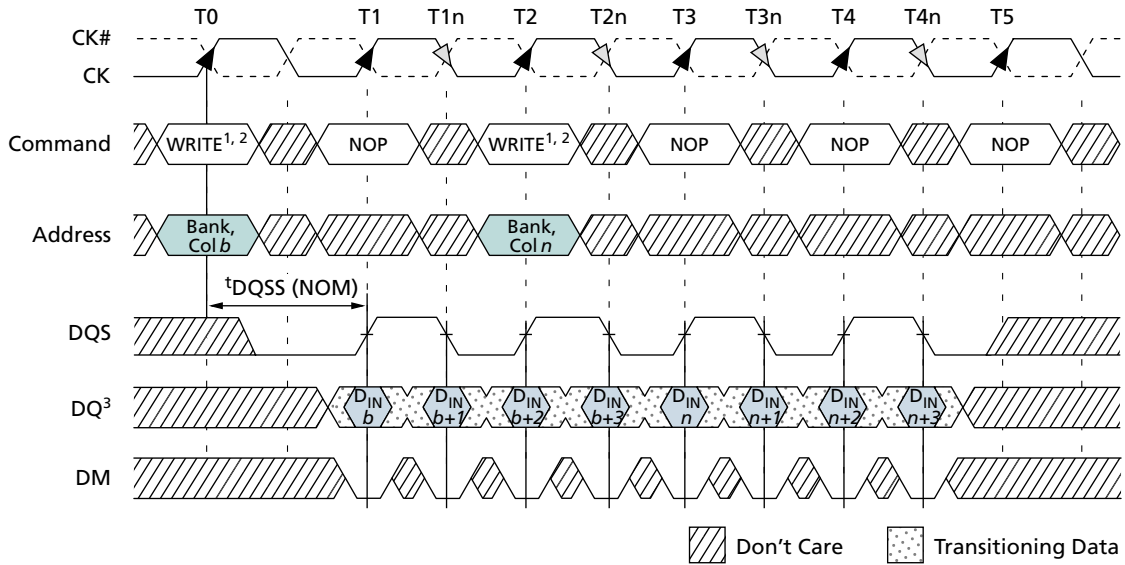 T0 T1 T1n T2 T2n T3 T3n T4 T4n T5
CK#
CK
Command WRITE1, 2 NOP WRITE1, 2 NOP NOP NOP
Address Bank, Col b Bank, Col n
tDQSS (NOM)
DQS
DQ3 DIN b DIN b+1 DIN b+2 DIN b+3 DIN n DIN n+1 DIN n+2 DIN n+3
DM
Don't Care Transitioning Data